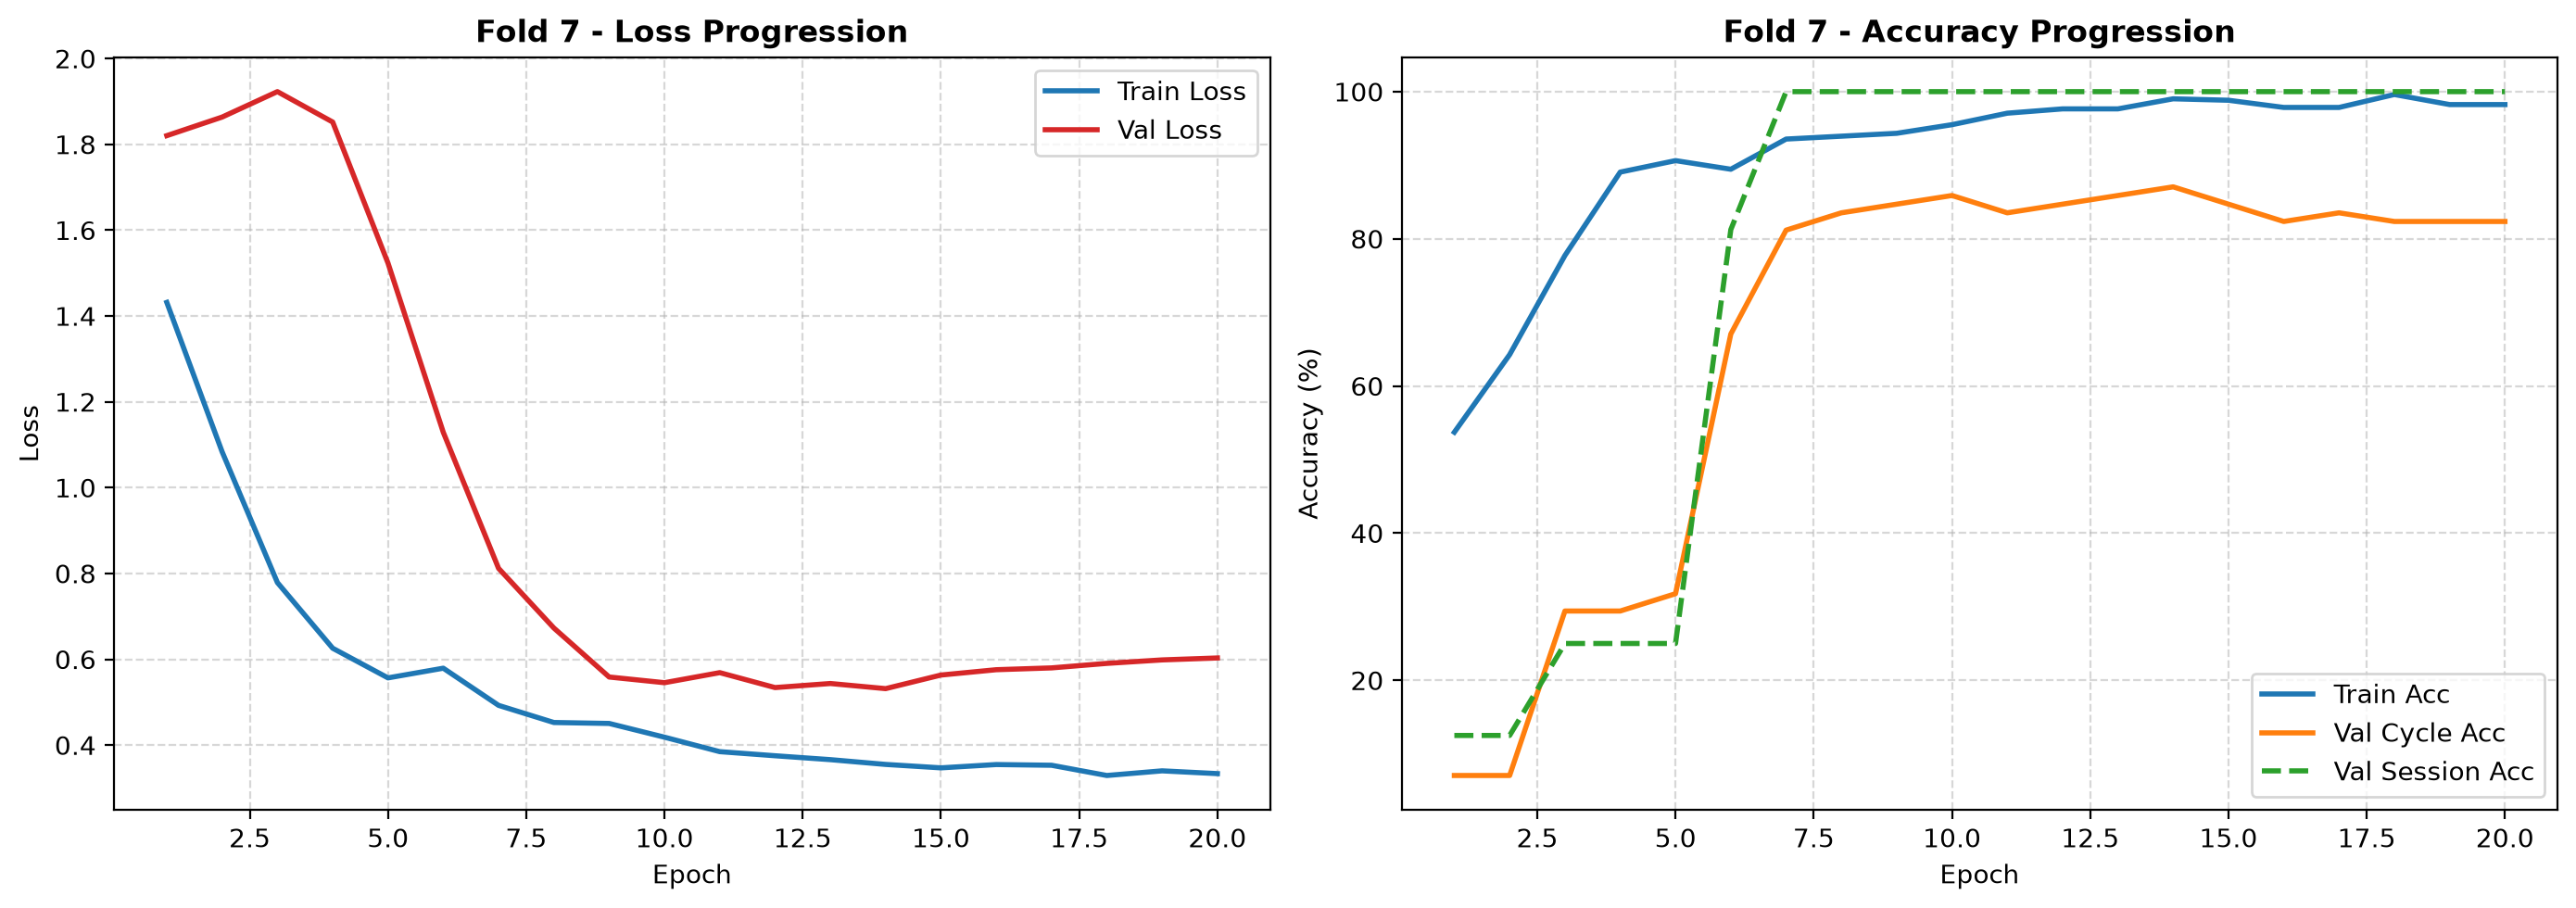 Fold 7 - Loss Progression
2.0
1.8
1.6
1.4
1.2
1.0
0.8
0.6
0.4
Loss
Train Loss
Val Loss
2.5 5.0 7.5 10.0 12.5 15.0 17.5 20.0
Epoch
Fold 7 - Accuracy Progression
100
80
60
40
20
Accuracy (%)
Train Acc
Val Cycle Acc
Val Session Acc
2.5 5.0 7.5 10.0 12.5 15.0 17.5 20.0
Epoch